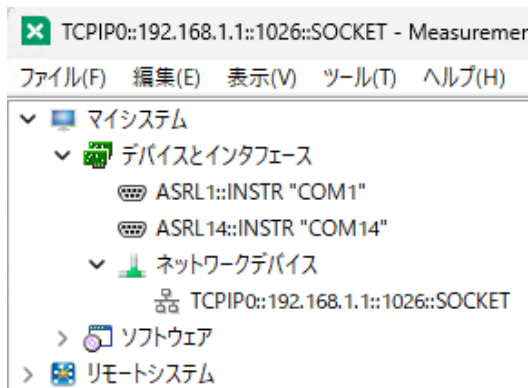 TCPIP0::192.168.1.1::1026::SOCKET - Measuremer
ファイル(F) 編集(E) 表示(V) ツール(T) ヘルプ(H)
マイシステム
デバイスとインタフェース
ASRL1::INSTR "COM1"
ASRL14::INSTR "COM14"
ネットワークデバイス
TCPIP0::192.168.1.1::1026::SOCKET
ソフトウェア
リモートシステム